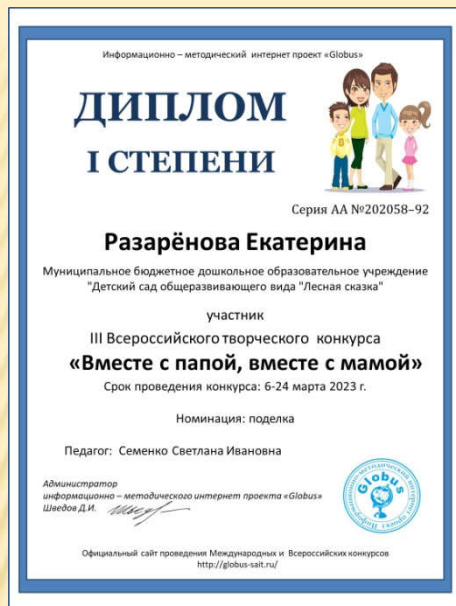 Информационно – методический интернет проект «Globus»
ДИПЛОМ
I СТЕПЕНИ
Серия АА №202058–92
Разарёнова Екатерина
Муниципальное бюджетное дошкольное образовательное учреждение
"Детский сад общеразвивающего вида "Лесная сказка"
участник
III Всероссийского творческого конкурса
«Вместе с папой, вместе с мамой»
Срок проведения конкурса: 6-24 марта 2023 г.
Номинация: поделка
Педагог: Семенко Светлана Ивановна
Администратор
информационно – методического интернет проекта «Globus»
Шведов Д.И.
Globus
Официальный сайт проведения Международных и Всероссийских конкурсов
http://globus-sait.ru/